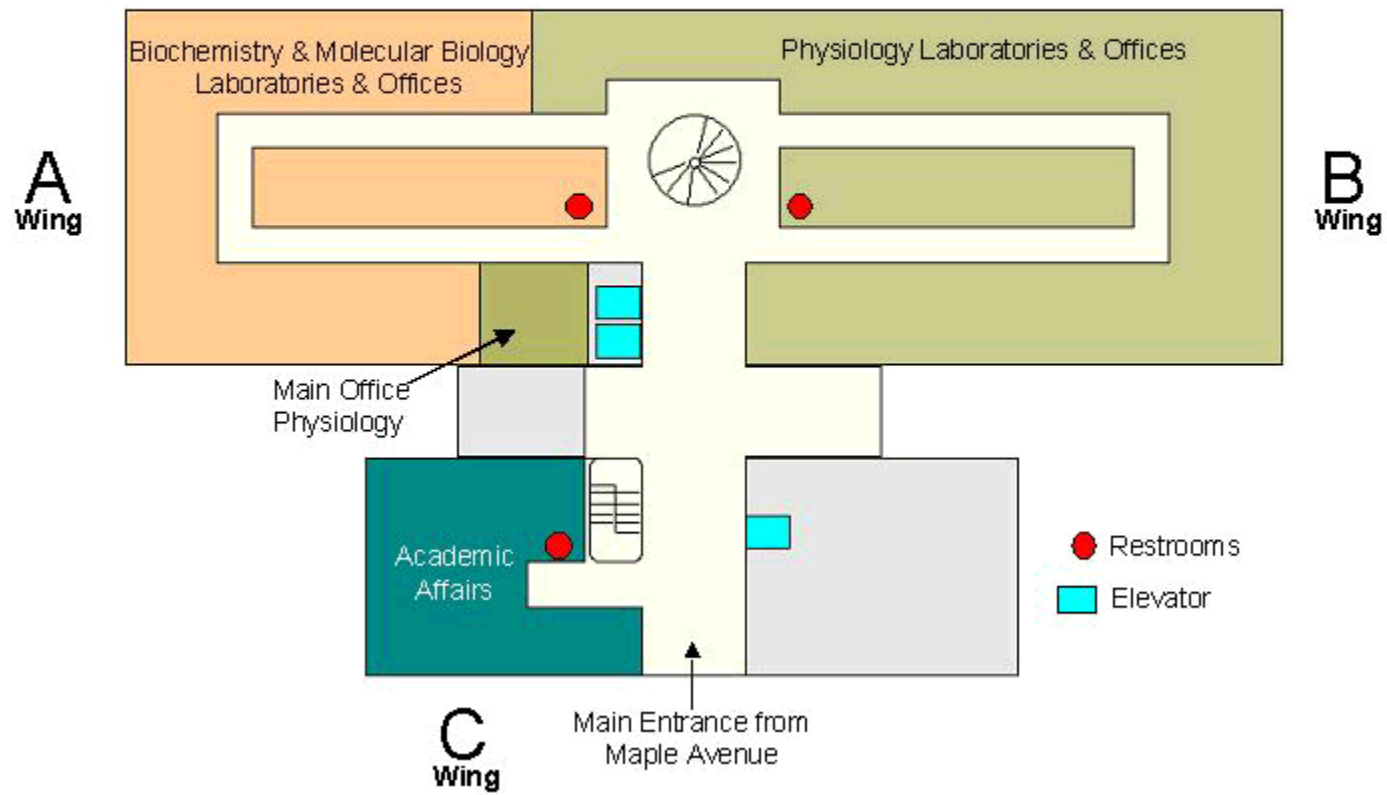 Biochemistry & Molecular Biology
Laboratories & Offices
Physiology Laboratories & Offices
A
Wing
B
Wing
Main Office
Physiology
Academic
Affairs
Restrooms
Elevator
C
Wing
Main Entrance from
Maple Avenue